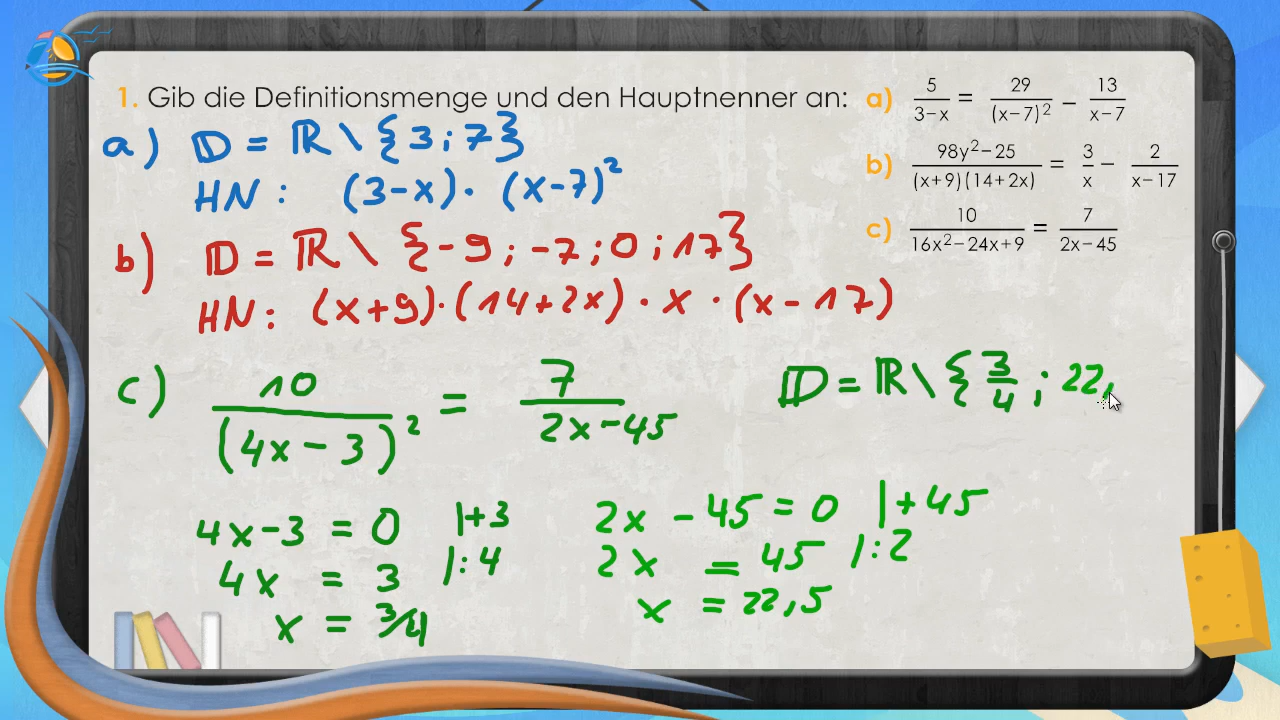 1. Gib die Definitionsmenge und den Hauptnenner an:
a) 5/(3–x) = 29/(x–7)² – 13/(x–7)
b) (98y²–25)/((x+9)(14+2x)) = 3/x – 2/(x–17)
c) 10/(16x²–24x+9) = 7/(2x–45)
a) 𝔻 = ℝ \ {3 ; 7}
HN : (3–x) · (x–7)²
b) 𝔻 = ℝ \ {-9 ; -7 ; 0 ; 17}
HN : (x+9) · (14+2x) · x · (x – 17)
c) 10/(4x – 3)² = 7/(2x–45) 𝔻 = ℝ \ {3/4 ; 22,
4x–3 = 0 |+3
4x = 3 |:4
x = 3/4
2x – 45 = 0 |+45
2x = 45 |:2
x = 22,5